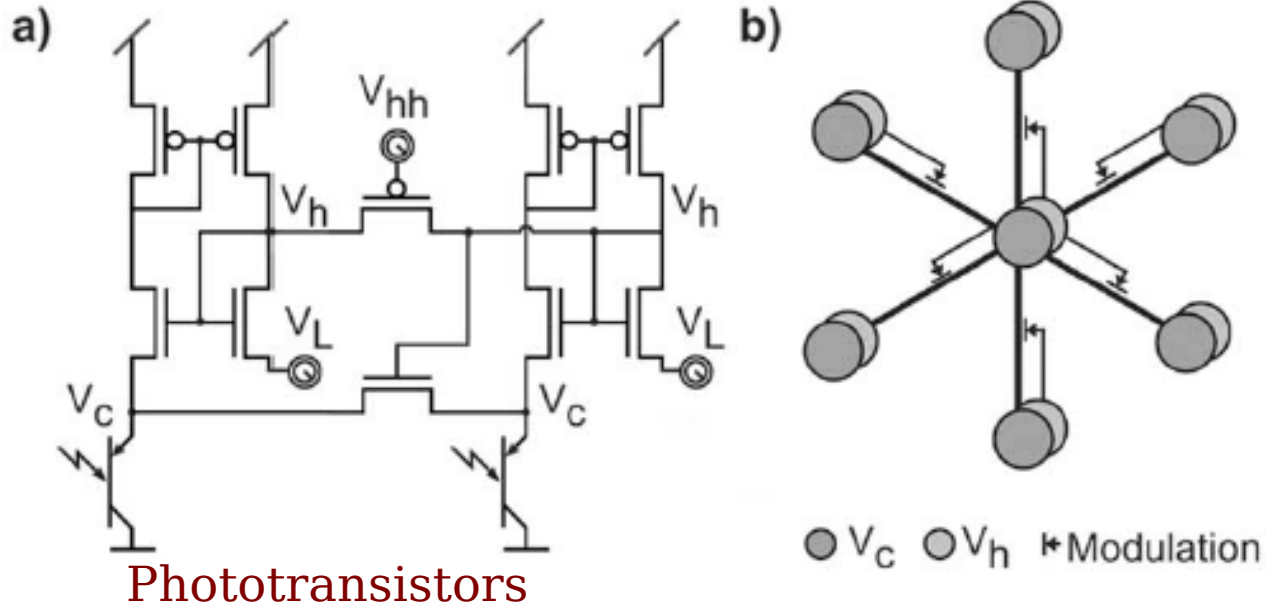 a)
b)
Vhh
Vh
Vh
VL
VL
Vc
Vc
Vc Vh Modulation
Phototransistors